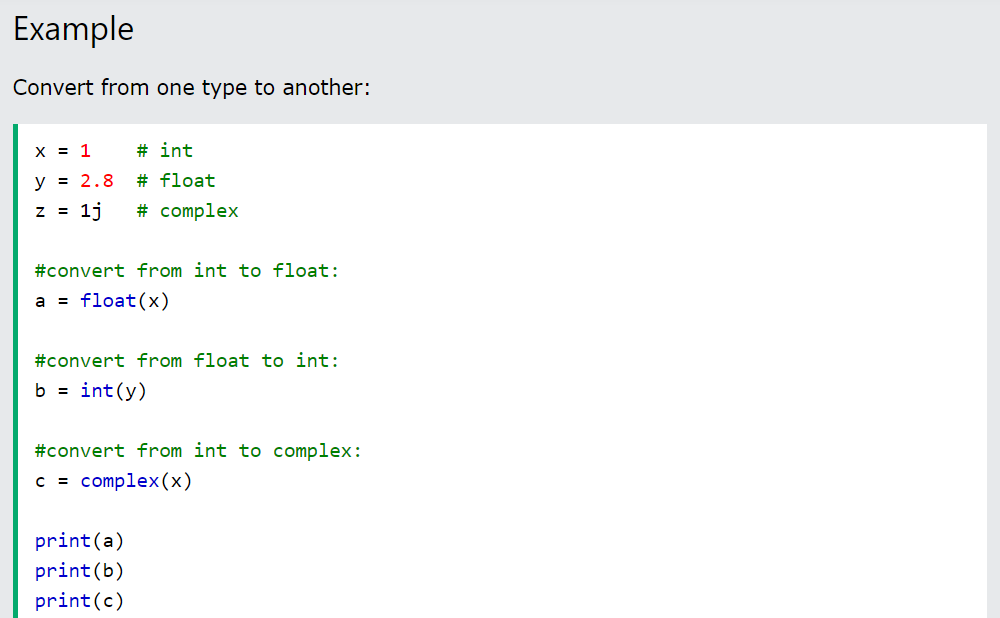 Example
Convert from one type to another:
x = 1    # int
y = 2.8  # float
z = 1j   # complex
#convert from int to float:
a = float(x)
#convert from float to int:
b = int(y)
#convert from int to complex:
c = complex(x)
print(a)
print(b)
print(c)